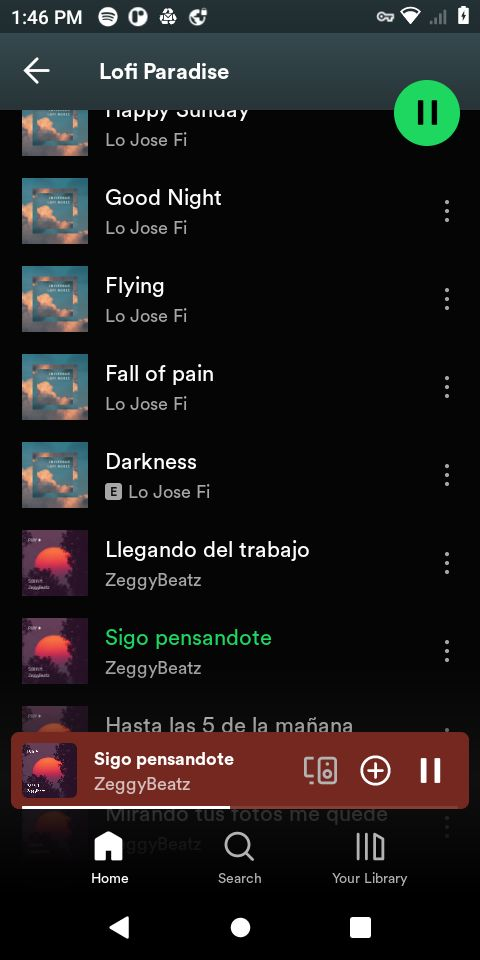 1:46 PM
Lofi Paradise
Happy Sunday
Lo Jose Fi
Good Night
Lo Jose Fi
Flying
Lo Jose Fi
Fall of pain
Lo Jose Fi
Darkness
E Lo Jose Fi
Llegando del trabajo
ZeggyBeatz
Sigo pensandote
ZeggyBeatz
Hasta las 5 de la mañana
Sigo pensandote
ZeggyBeatz
Mirando tus fotos me quede
ZeggyBeatz
Home
Search
Your Library